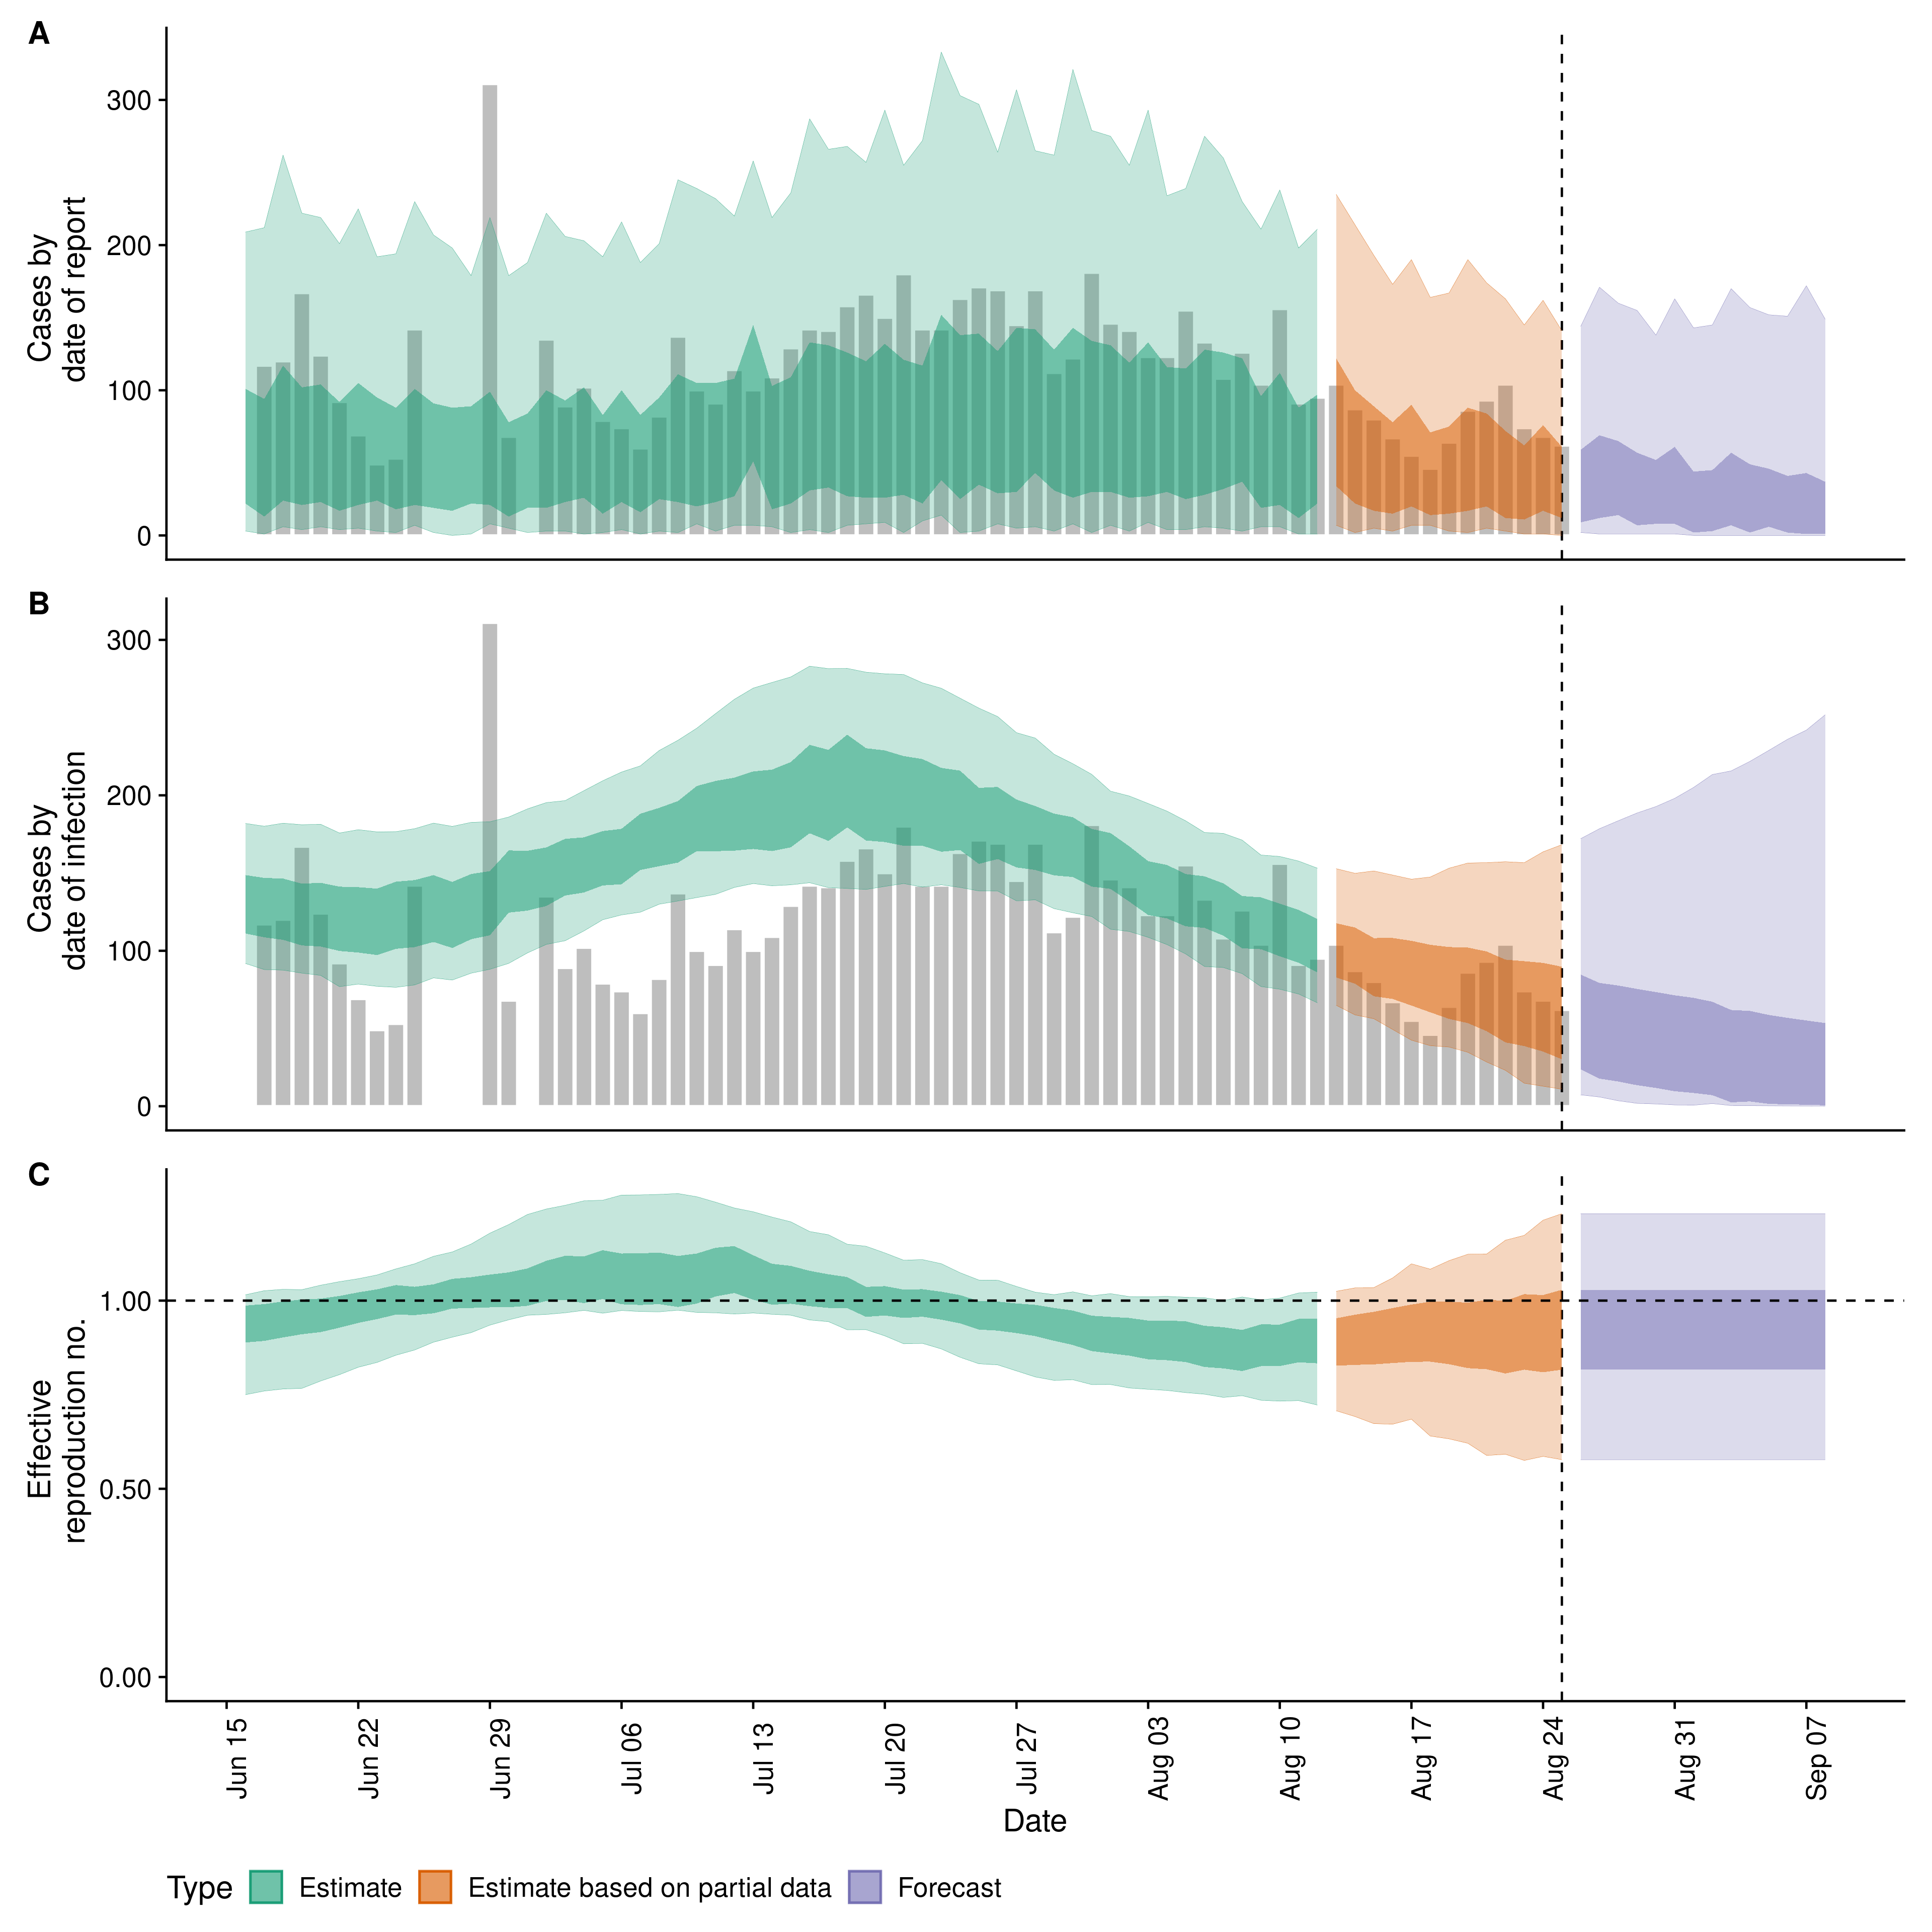 A
Cases by
date of report
300
200
100
0
B
Cases by
date of infection
300
200
100
0
C
Effective
reproduction no.
1.00
0.50
0.00
Jun 15
Jun 22
Jun 29
Jul 06
Jul 13
Jul 20
Jul 27
Aug 03
Aug 10
Aug 17
Aug 24
Aug 31
Sep 07
Date
Type Estimate Estimate based on partial data Forecast